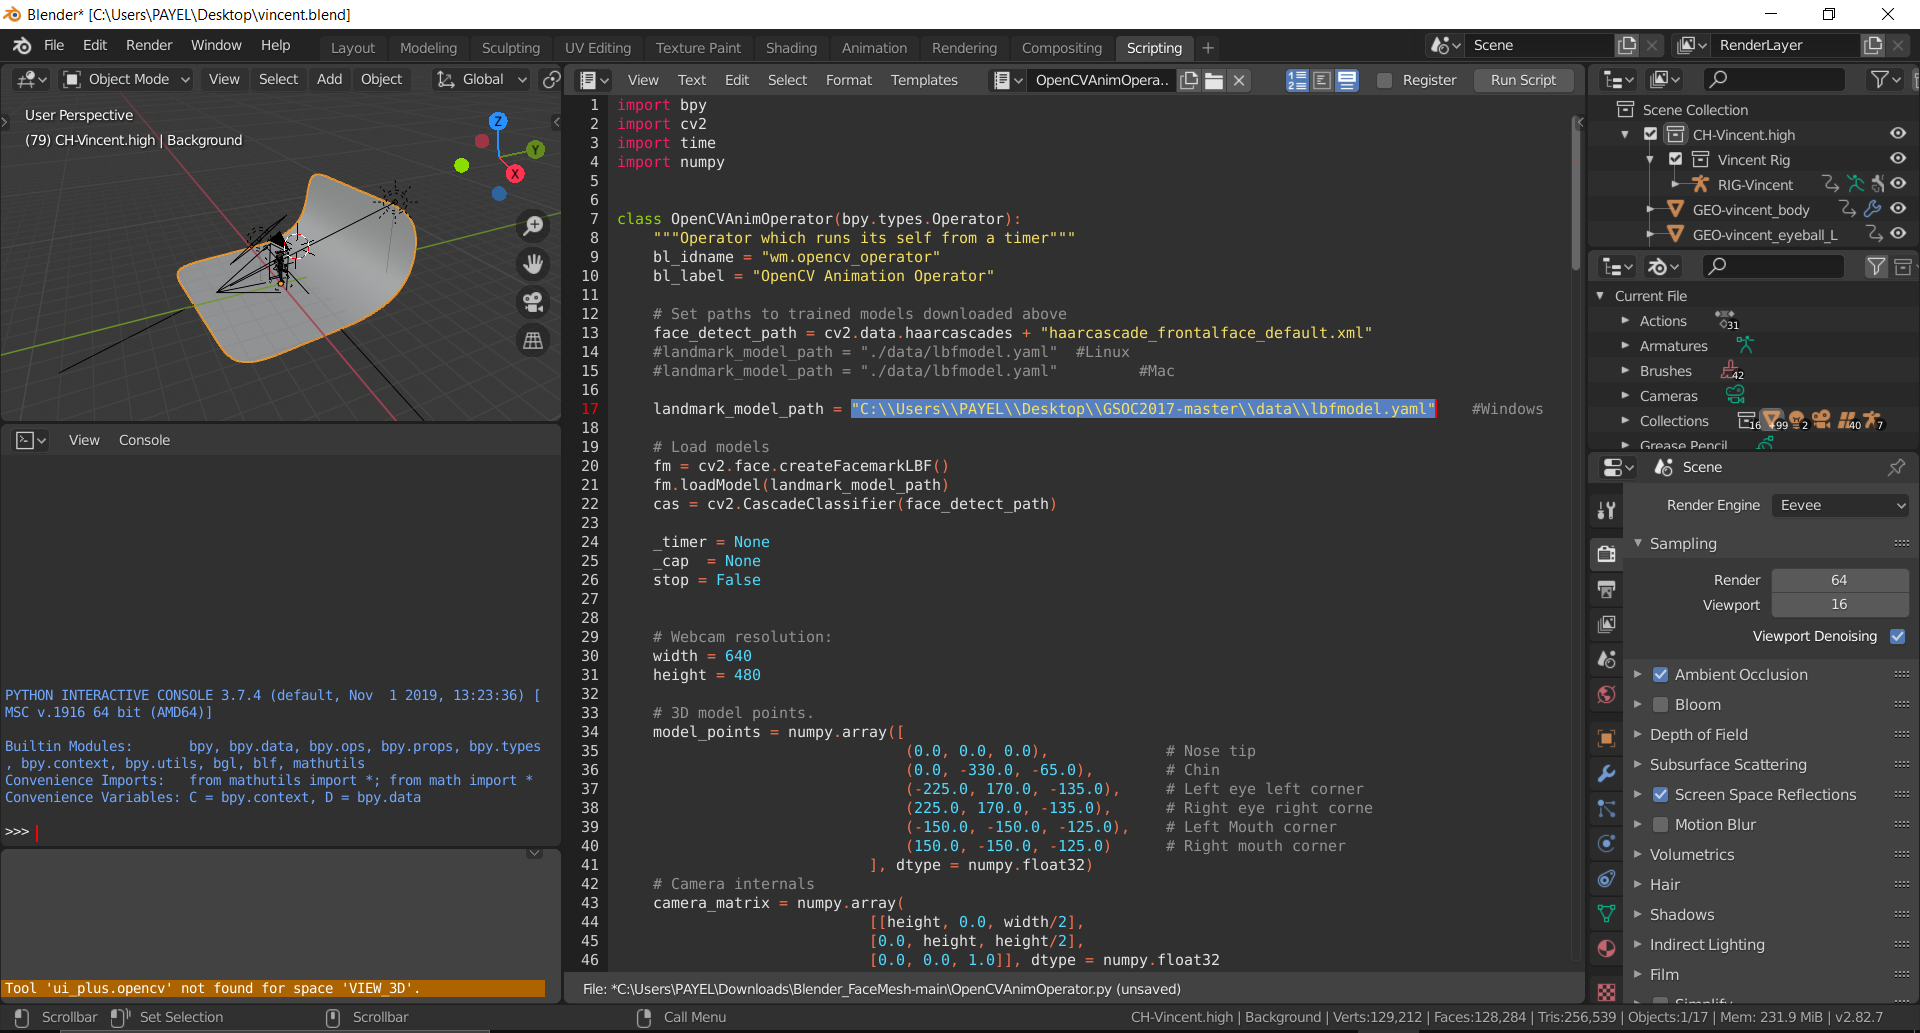 Blender* [C:\Users\PAYEL\Desktop\vincent.blend]
File Edit Render Window Help Layout Modeling Sculpting UV Editing Texture Paint Shading Animation Rendering Compositing Scripting + Scene RenderLayer
Object Mode View Select Add Object Global
User Perspective
(79) CH-Vincent.high | Background
Z
Y
X
View Text Edit Select Format Templates OpenCVAnimOpera.. Register Run Script
1 import bpy
2 import cv2
3 import time
4 import numpy
5
6
7 class OpenCVAnimOperator(bpy.types.Operator):
8 """Operator which runs its self from a timer"""
9 bl_idname = "wm.opencv_operator"
10 bl_label = "OpenCV Animation Operator"
11
12 # Set paths to trained models downloaded above
13 face_detect_path = cv2.data.haarcascades + "haarcascade_frontalface_default.xml"
14 #landmark_model_path = "./data/lbfmodel.yaml" #Linux
15 #landmark_model_path = "./data/lbfmodel.yaml" #Mac
16
17 landmark_model_path = "C:\\Users\\PAYEL\\Desktop\\GSOC2017-master\\data\\lbfmodel.yaml" #Windows
18
19 # Load models
20 fm = cv2.face.createFacemarkLBF()
21 fm.loadModel(landmark_model_path)
22 cas = cv2.CascadeClassifier(face_detect_path)
23
24 _timer = None
25 _cap = None
26 stop = False
27
28
29 # Webcam resolution:
30 width = 640
31 height = 480
32
33 # 3D model points.
34 model_points = numpy.array([
35 (0.0, 0.0, 0.0), # Nose tip
36 (0.0, -330.0, -65.0), # Chin
37 (-225.0, 170.0, -135.0), # Left eye left corner
38 (225.0, 170.0, -135.0), # Right eye right corne
39 (-150.0, -150.0, -125.0), # Left Mouth corner
40 (150.0, -150.0, -125.0) # Right mouth corner
41 ], dtype = numpy.float32)
42 # Camera internals
43 camera_matrix = numpy.array(
44 [[height, 0.0, width/2],
45 [0.0, height, height/2],
46 [0.0, 0.0, 1.0]], dtype = numpy.float32
File: *C:\Users\PAYEL\Downloads\Blender_FaceMesh-main\OpenCVAnimOperator.py (unsaved)
View Console
PYTHON INTERACTIVE CONSOLE 3.7.4 (default, Nov  1 2019, 13:23:36) [
MSC v.1916 64 bit (AMD64)]
Builtin Modules: bpy, bpy.data, bpy.ops, bpy.props, bpy.types
, bpy.context, bpy.utils, bgl, blf, mathutils
Convenience Imports: from mathutils import *; from math import *
Convenience Variables: C = bpy.context, D = bpy.data
>>>
Tool 'ui_plus.opencv' not found for space 'VIEW_3D'.
Scene Collection
CH-Vincent.high
Vincent Rig
RIG-Vincent
GEO-vincent_body
GEO-vincent_eyeball_L
Current File
Actions 31
Armatures
Brushes 42
Cameras
Collections 16 +99 2 40 7
Grease Pencil
Scene
Render Engine Eevee
Sampling
Render 64
Viewport 16
Viewport Denoising
Ambient Occlusion
Bloom
Depth of Field
Subsurface Scattering
Screen Space Reflections
Motion Blur
Volumetrics
Hair
Shadows
Indirect Lighting
Film
Simplify
Scrollbar Set Selection Scrollbar Call Menu CH-Vincent.high | Background | Verts:129,212 | Faces:128,284 | Tris:256,539 | Objects:1/17 | Mem: 231.9 MiB | v2.82.7